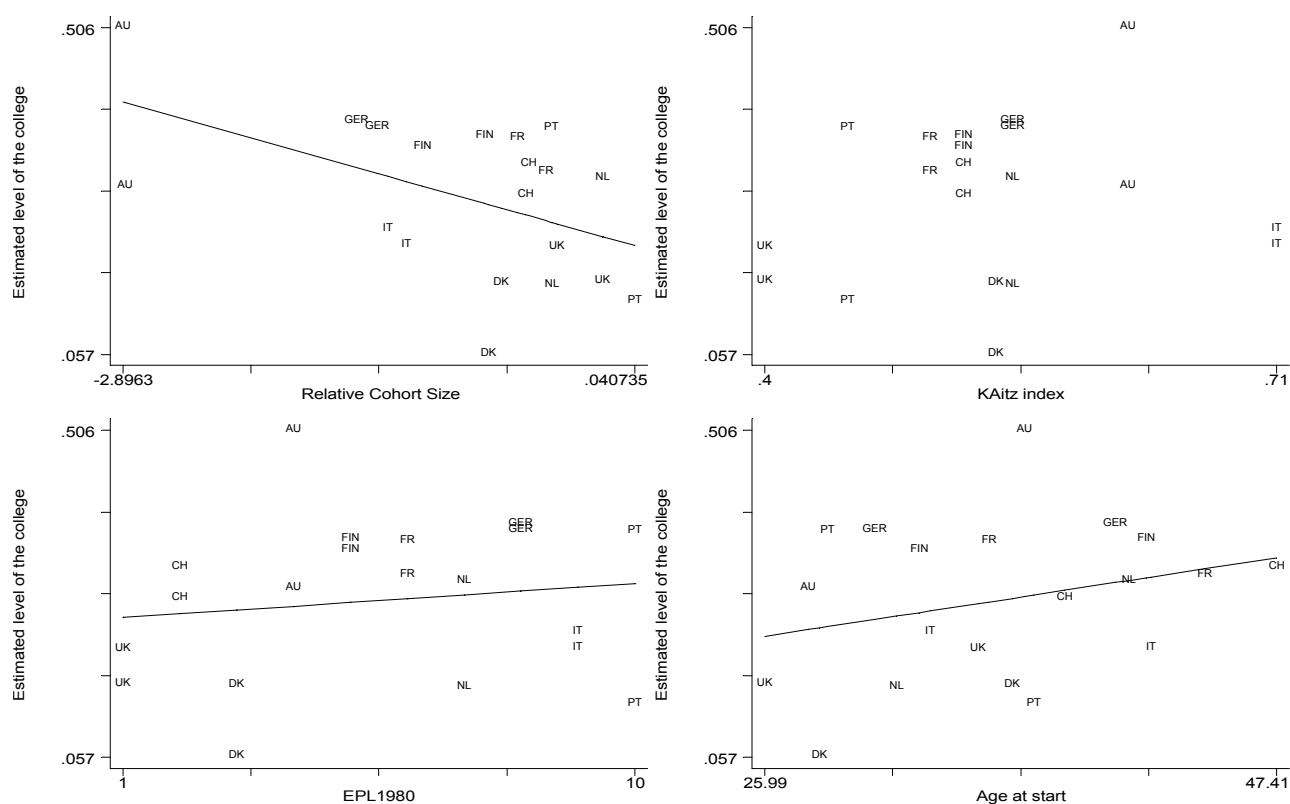 Estimated level of the college
.506
.057
-2.8963
.040735
Relative Cohort Size
AU
GER
GER
PT
FIN
FR
FIN
CH
FR
NL
AU
CH
IT
IT
UK
DK
NL
UK
PT
DK
Estimated level of the college
.506
.057
.4
.71
KAitz index
AU
GER
GER
PT
FIN
FR
FIN
CH
FR
NL
AU
CH
IT
IT
UK
UK
DK
NL
PT
DK
Estimated level of the college
.506
.057
1
10
EPL1980
AU
GER
GER
PT
FIN
FR
FIN
CH
FR
NL
AU
CH
IT
IT
UK
UK
DK
NL
PT
DK
Estimated level of the college
.506
.057
25.99
47.41
Age at start
AU
GER
PT
GER
FIN
FR
FIN
CH
FR
NL
AU
CH
IT
UK
IT
UK
NL
DK
PT
DK